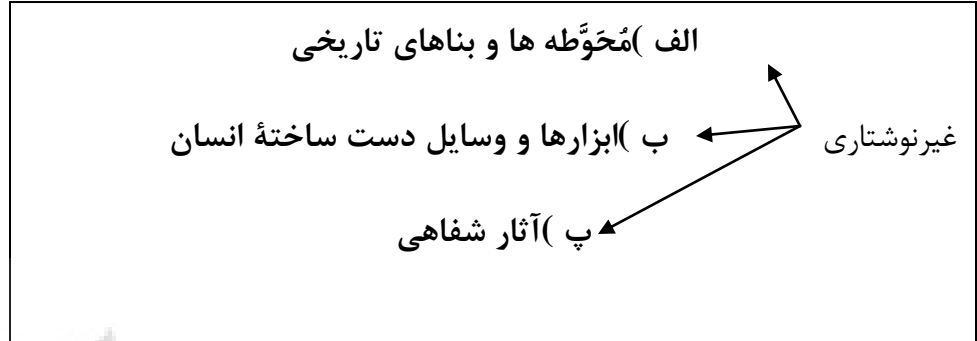 الف )مُحَوَّطه ها و بناهای تاریخی
غیرنوشتاری
ب )ابزارها و وسایل دست ساختهٔ انسان
پ )آثار شفاهی